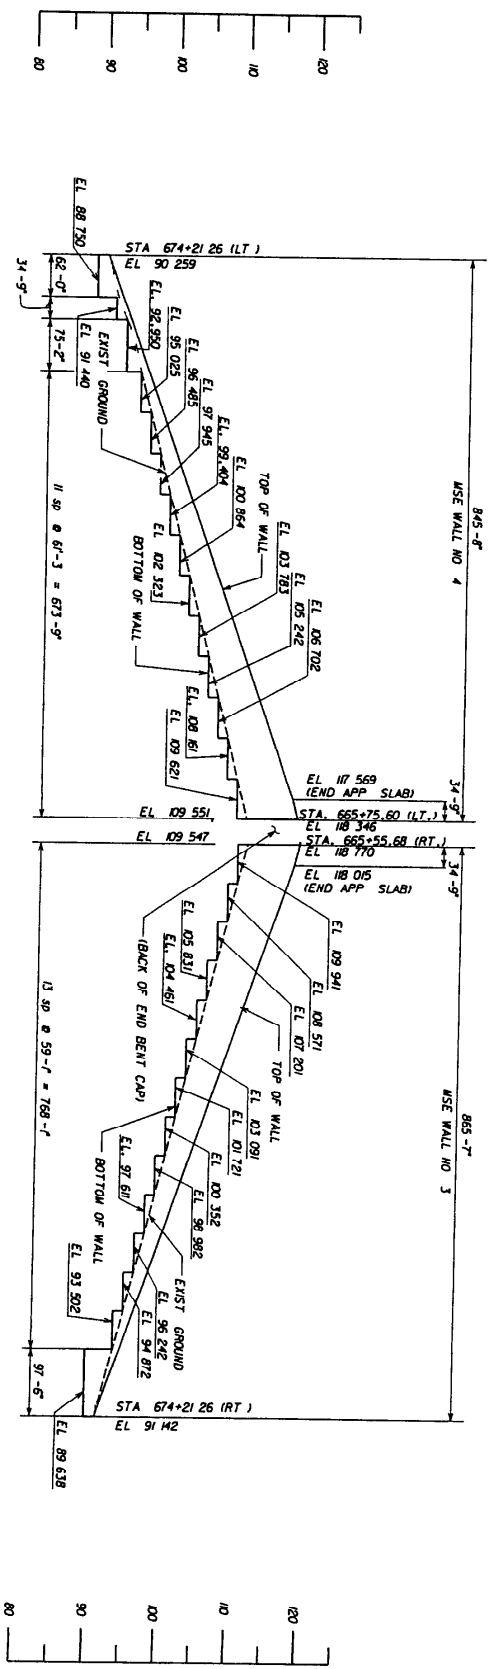 80
90
100
110
120
845'-8"
MSE WALL NO 4
STA 674+21 26 (LT )
EL 90 259
EL 88 750
62'-0"
34'-9"
75'-2"
EL 91 440
EL. 92.950
EXIST GROUND
EL 95 025
EL 96 485
EL 97 945
EL. 99.404
EL 100 864
TOP OF WALL
EL 102 323
BOTTOM OF WALL
EL 103 783
EL 105 242
EL 106 702
EL. 108 161
EL 109 621
11 SP @ 61'-3 = 673'-9"
EL 117 569
(END APP SLAB)
34'-9"
EL 109 551
STA. 665+75.60 (LT.)
EL 118 346
EL 109 547
STA. 665+55.68 (RT.)
EL 118 770
EL 118 015
(END APP SLAB)
34'-9"
865'-7"
MSE WALL NO 3
EL 109 941
EL 108 571
EL 107 201
EL 105 831
EL. 104 461
(BACK OF END BENT CAP)
TOP OF WALL
EL 103 091
EL 101 721
EL 100 352
EL 98 982
EL. 97 611
BOTTOM OF WALL
EXIST GROUND
EL 96 242
EL 94 872
EL 93 502
13 SP @ 59'-1" = 768'-1"
97'-6"
STA 674+21 26 (RT )
EL 91 142
EL 89 638
80
90
100
110
120